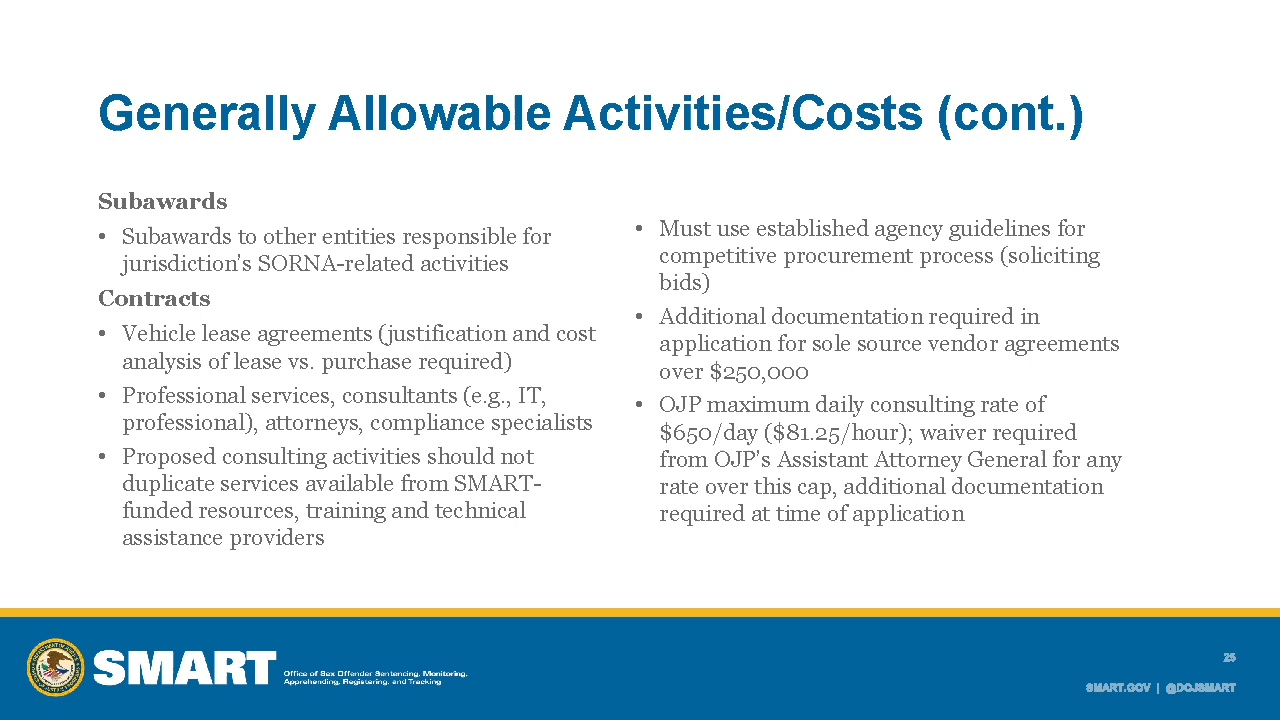 Generally Allowable Activities/Costs (cont.)
Subawards
• Subawards to other entities responsible for
jurisdiction's SORNA-related activities
Contracts
• Vehicle lease agreements (justification and cost
analysis of lease vs. purchase required)
• Professional services, consultants (e.g., IT,
professional), attorneys, compliance specialists
• Proposed consulting activities should not
duplicate services available from SMART-
funded resources, training and technical
assistance providers
• Must use established agency guidelines for
competitive procurement process (soliciting
bids)
• Additional documentation required in
application for sole source vendor agreements
over $250,000
• OJP maximum daily consulting rate of
$650/day ($81.25/hour); waiver required
from OJP's Assistant Attorney General for any
rate over this cap, additional documentation
required at time of application
SMART
Office of Sex Offender Sentencing, Monitoring,
Apprehending, Registering, and Tracking
25
SMART.GOV | @DOJSMART